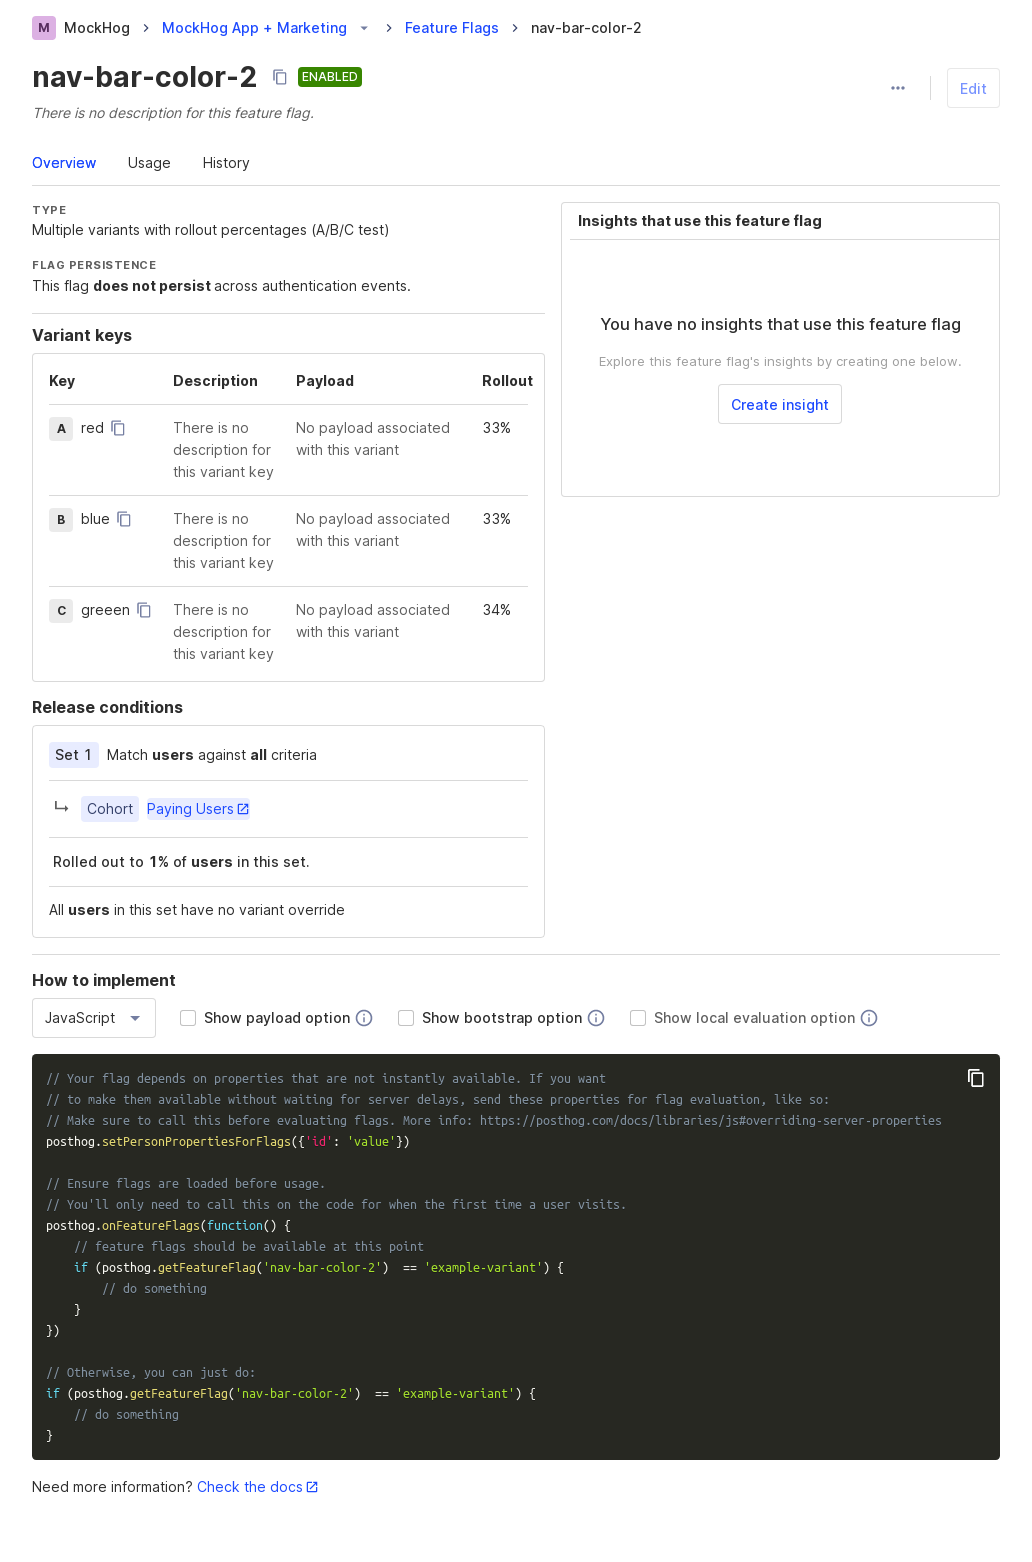 M MockHog > MockHog App + Marketing > Feature Flags > nav-bar-color-2
nav-bar-color-2 ENABLED
Edit
There is no description for this feature flag.
Overview Usage History
TYPE
Multiple variants with rollout percentages (A/B/C test)
FLAG PERSISTENCE
This flag does not persist across authentication events.
Insights that use this feature flag
You have no insights that use this feature flag
Explore this feature flag's insights by creating one below.
Create insight
Variant keys
Key Description Payload Rollout
A red There is no No payload associated 33%
description for with this variant
this variant key
B blue There is no No payload associated 33%
description for with this variant
this variant key
C greeen There is no No payload associated 34%
description for with this variant
this variant key
Release conditions
Set 1 Match users against all criteria
Cohort Paying Users
Rolled out to 1% of users in this set.
All users in this set have no variant override
How to implement
JavaScript Show payload option Show bootstrap option Show local evaluation option
// Your flag depends on properties that are not instantly available. If you want
// to make them available without waiting for server delays, send these properties for flag evaluation, like so:
// Make sure to call this before evaluating flags. More info: https://posthog.com/docs/libraries/js#overriding-server-properties
posthog.setPersonPropertiesForFlags({'id': 'value'})
// Ensure flags are loaded before usage.
// You'll only need to call this on the code for when the first time a user visits.
posthog.onFeatureFlags(function() {
    // feature flags should be available at this point
    if (posthog.getFeatureFlag('nav-bar-color-2')  == 'example-variant') {
        // do something
    }
})
// Otherwise, you can just do:
if (posthog.getFeatureFlag('nav-bar-color-2')  == 'example-variant') {
    // do something
}
Need more information? Check the docs